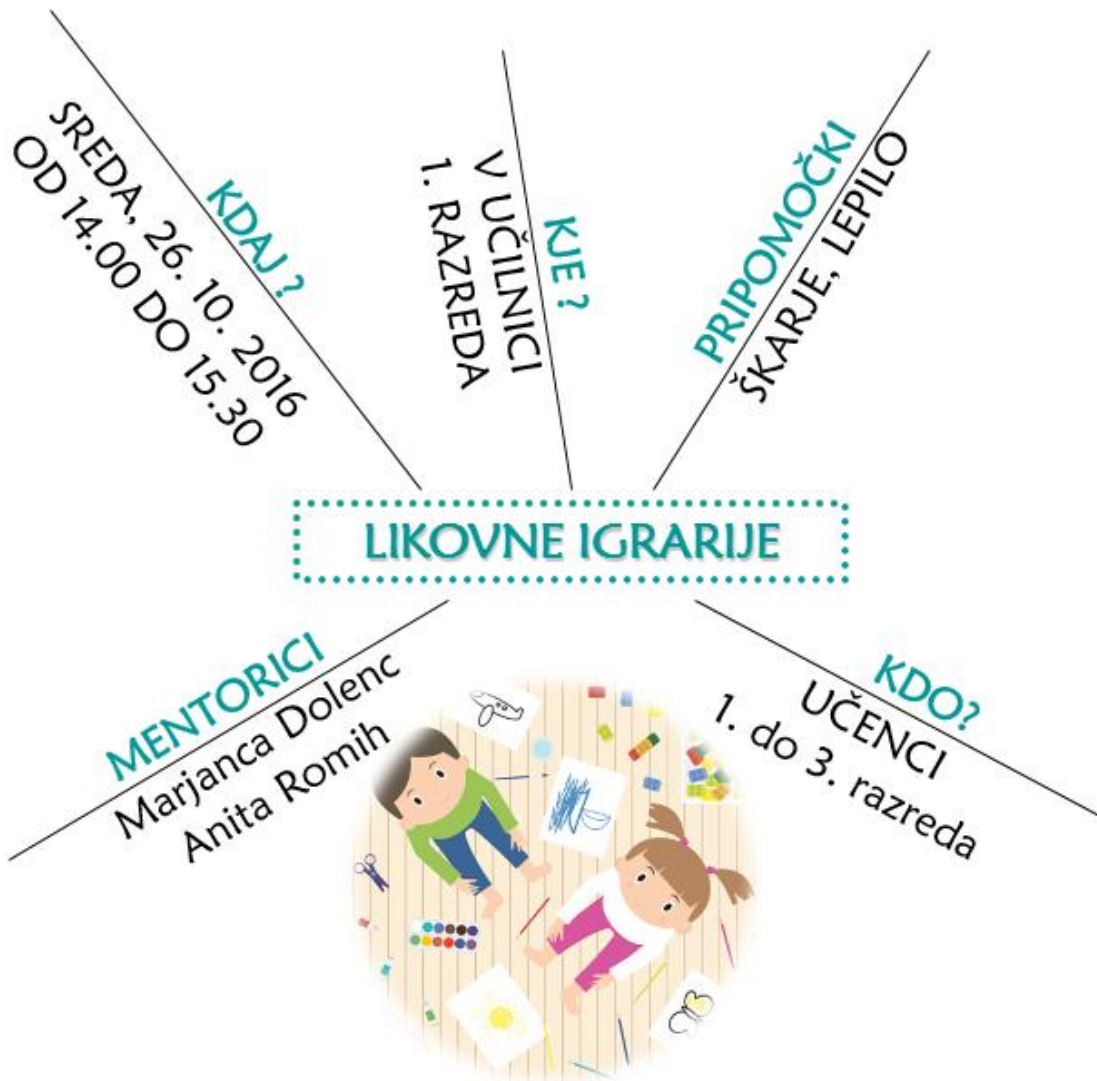 KDAJ ?
SREDA, 26. 10. 2016
OD 14.00 DO 15.30
KJE ?
V UČILNICI
1. RAZREDA
PRIPOMOČKI
ŠKARJE, LEPILO
LIKOVNE IGRARIJE
MENTORICI
Marjanca Dolenc
Anita Romih
KDO?
UČENCI
1. do 3. razreda